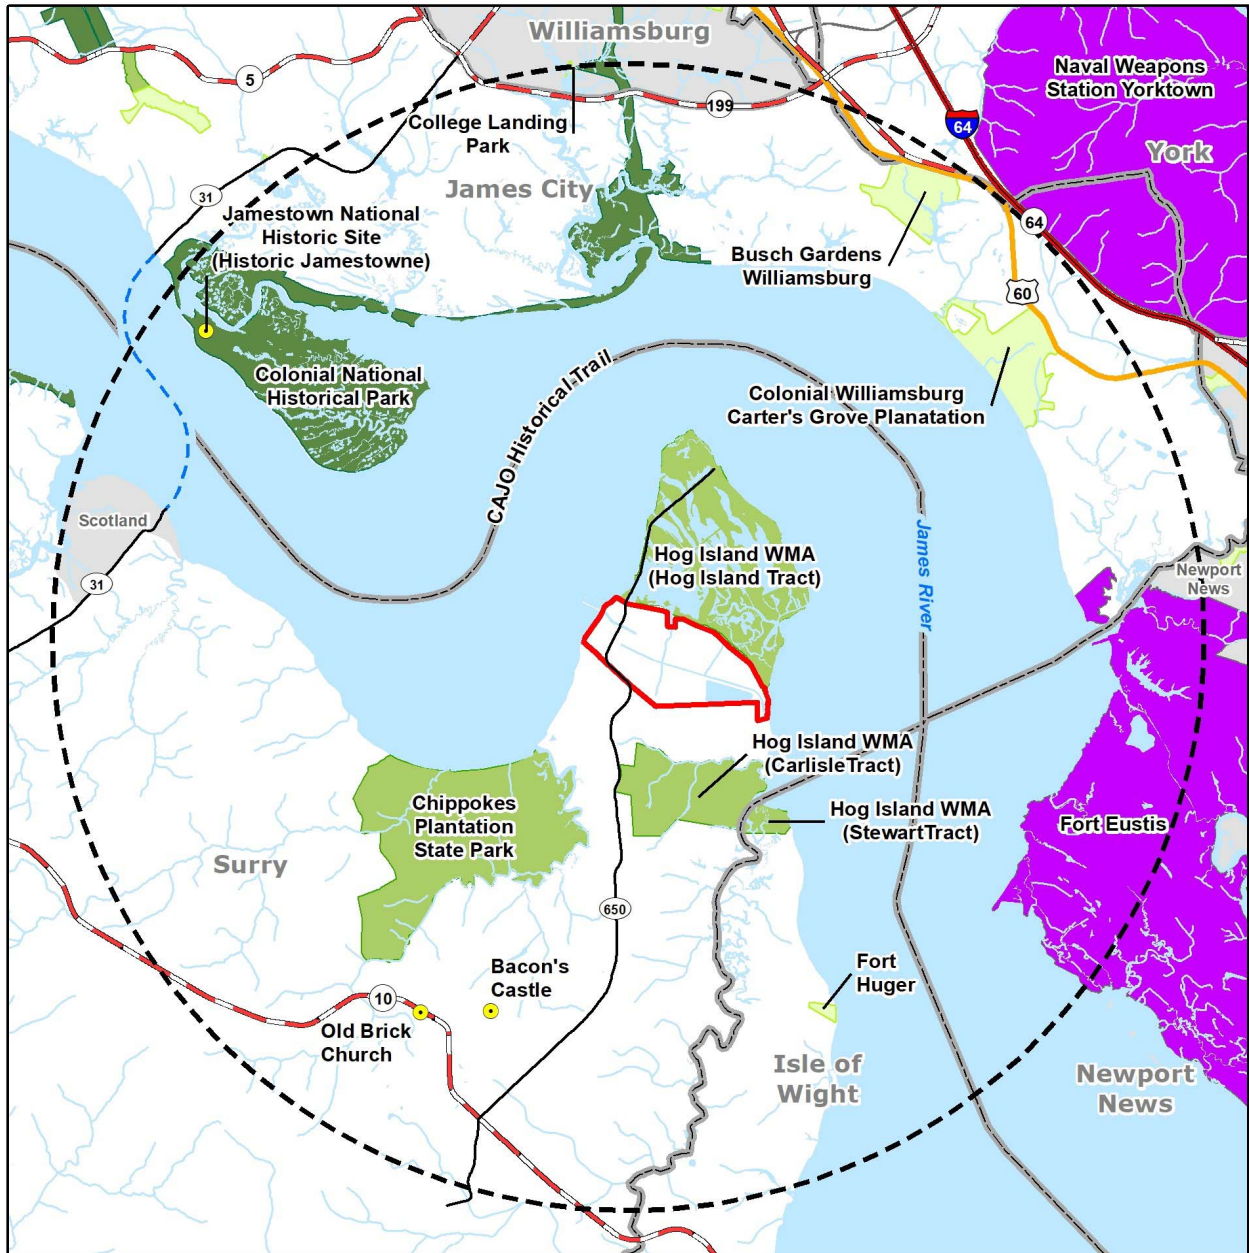 Williamsburg
Naval Weapons
Station Yorktown
5
199
64
College Landing
Park
York
James City
31
Jamestown National
Historic Site
(Historic Jamestowne)
64
Busch Gardens
Williamsburg
60
Colonial National
Historical Park
CAJO Historical Trail
Colonial Williamsburg
Carter's Grove Planatation
Scotland
James River
Hog Island WMA
(Hog Island Tract)
31
Newport
News
Hog Island WMA
(CarlisleTract)
Chippokes
Plantation
State Park
Hog Island WMA
(StewartTract)
Fort Eustis
Surry
650
Bacon's
Castle
Fort
Huger
10
Old Brick
Church
Isle of
Wight
Newport
News